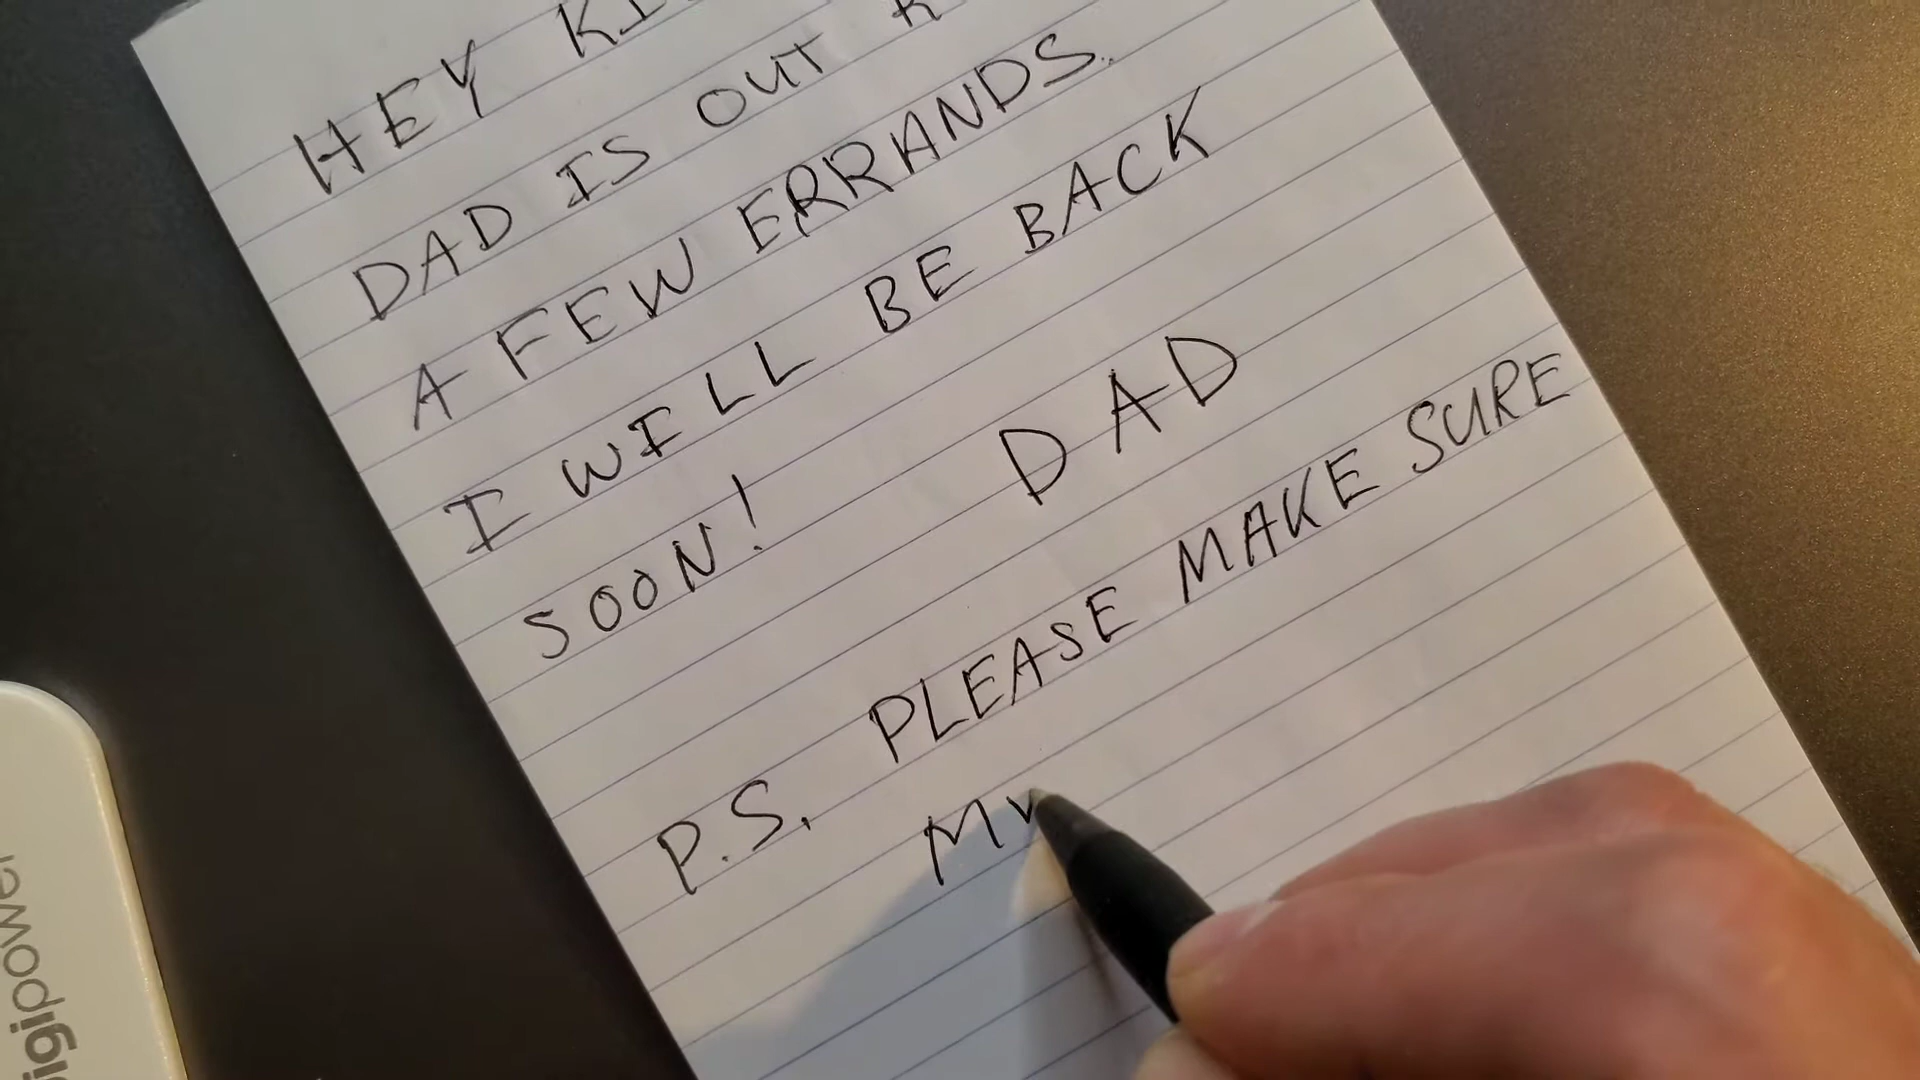 HEY
DAD IS OUT
A FEW ERRANDS.
I WILL BE BACK
SOON! DAD
P.S. PLEASE MAKE SURE